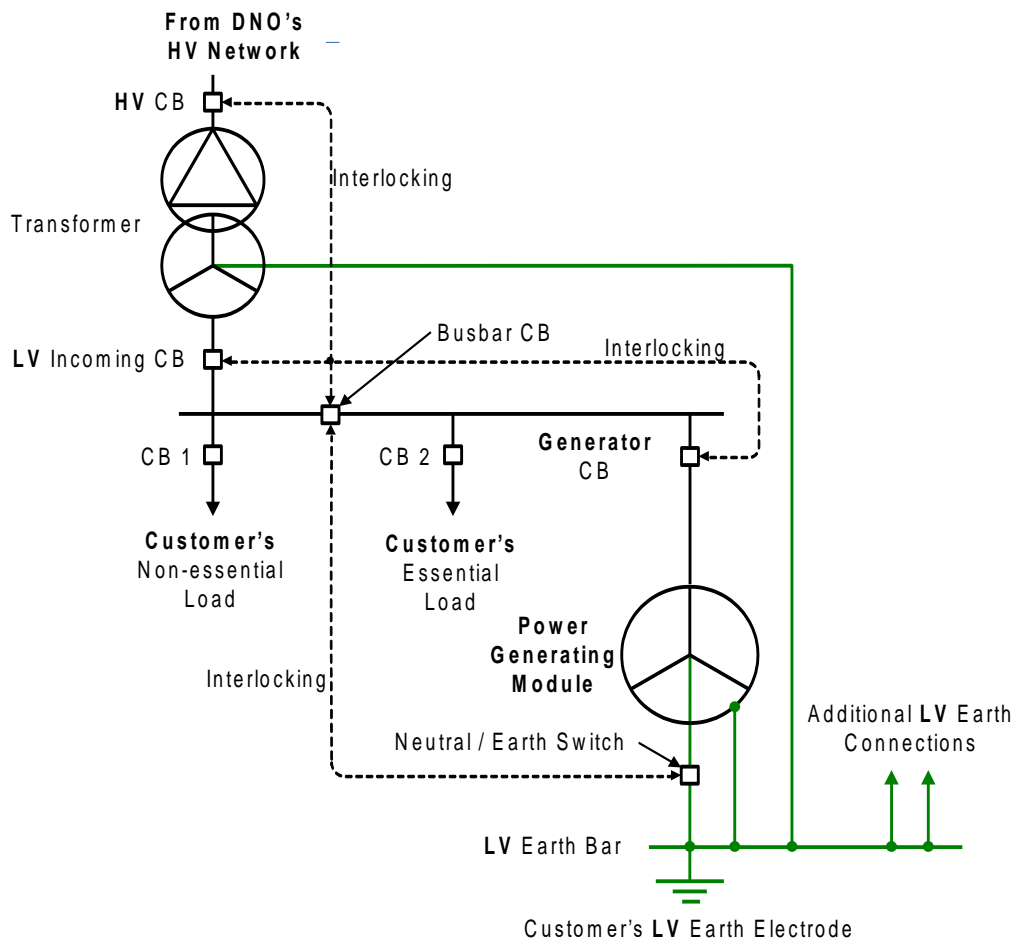 From DNO's
HV Network
HV CB
Interlocking
Transformer
Busbar CB
LV Incoming CB
Interlocking
CB 1
CB 2
Generator
CB
Customer's
Non-essential
Load
Customer's
Essential
Load
Power
Generating
Module
Interlocking
Additional LV Earth
Connections
Neutral / Earth Switch
LV Earth Bar
Customer's LV Earth Electrode